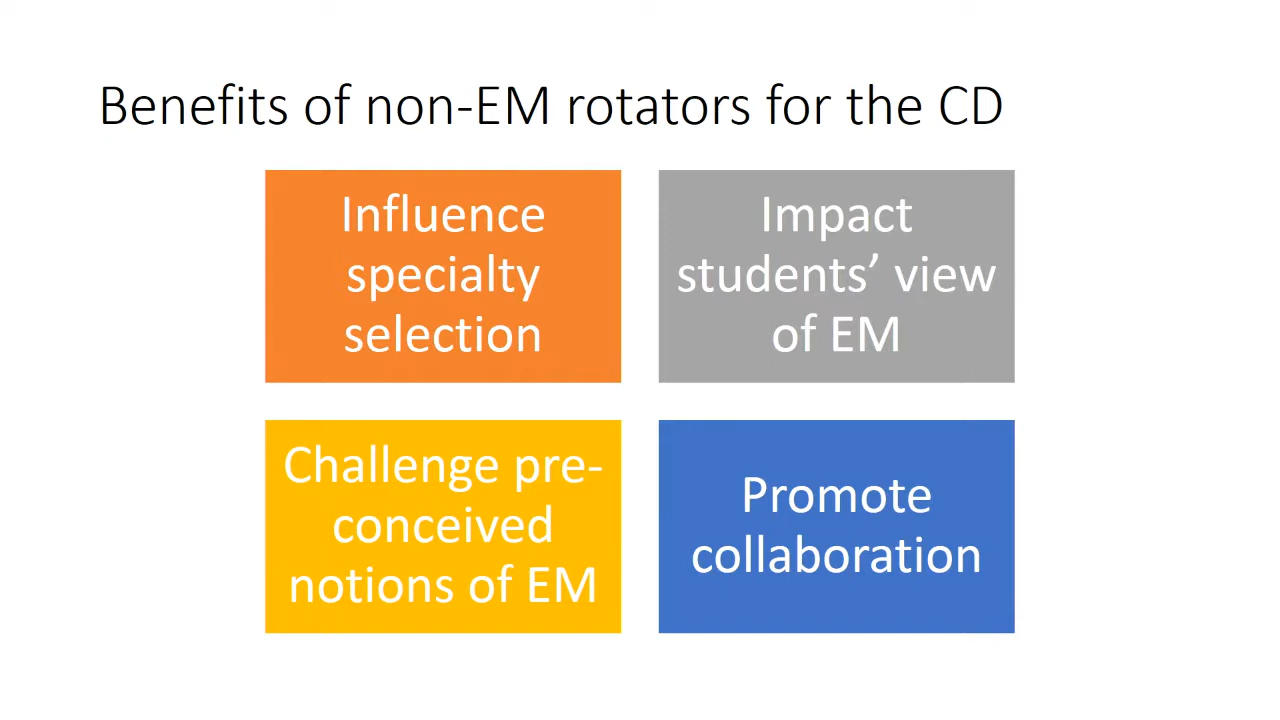 Benefits of non-EM rotators for the CD
Influence
specialty
selection
Impact
students’ view
of EM
Challenge pre-
conceived
notions of EM
Promote
collaboration